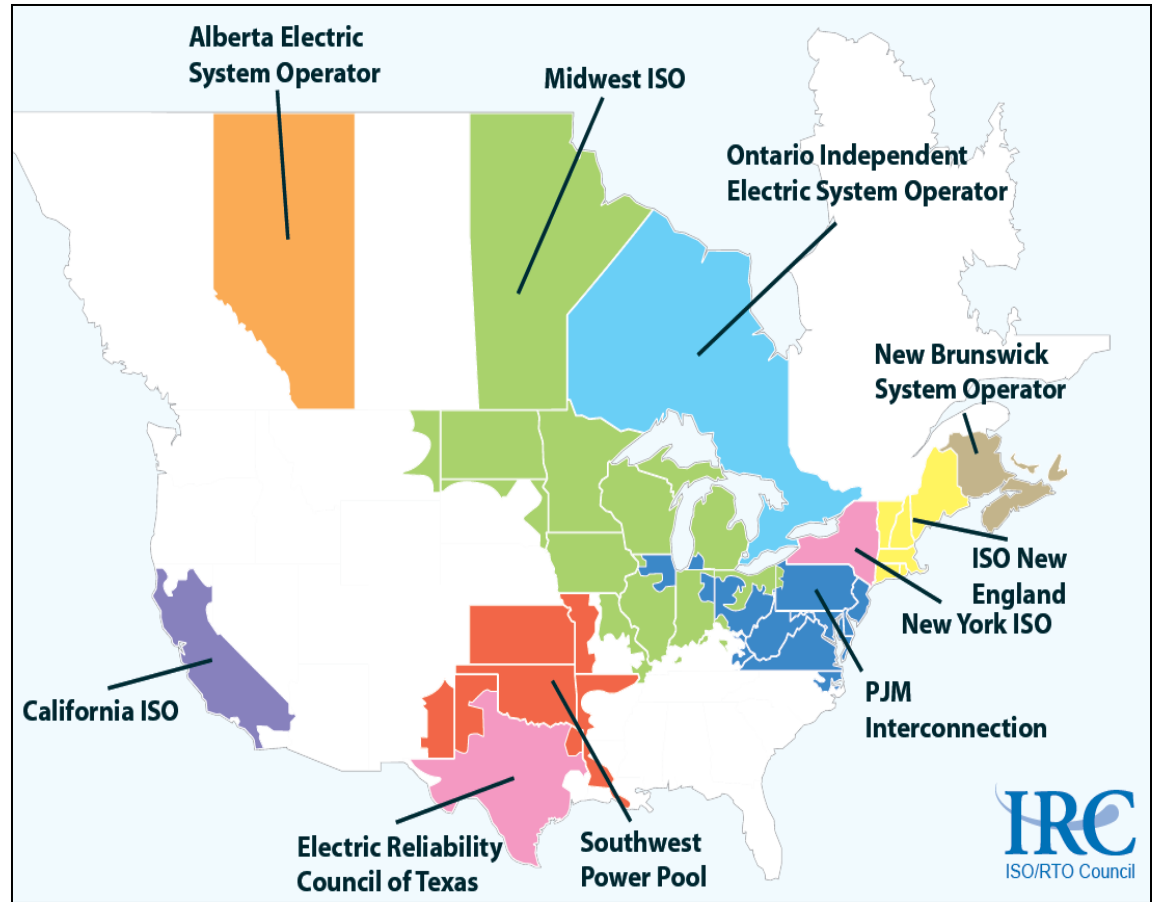 Alberta Electric
System Operator
Midwest ISO
Ontario Independent
Electric System Operator
New Brunswick
System Operator
ISO New
England
New York ISO
PJM
Interconnection
California ISO
Electric Reliability
Council of Texas
Southwest
Power Pool
IRC
ISO/RTO Council